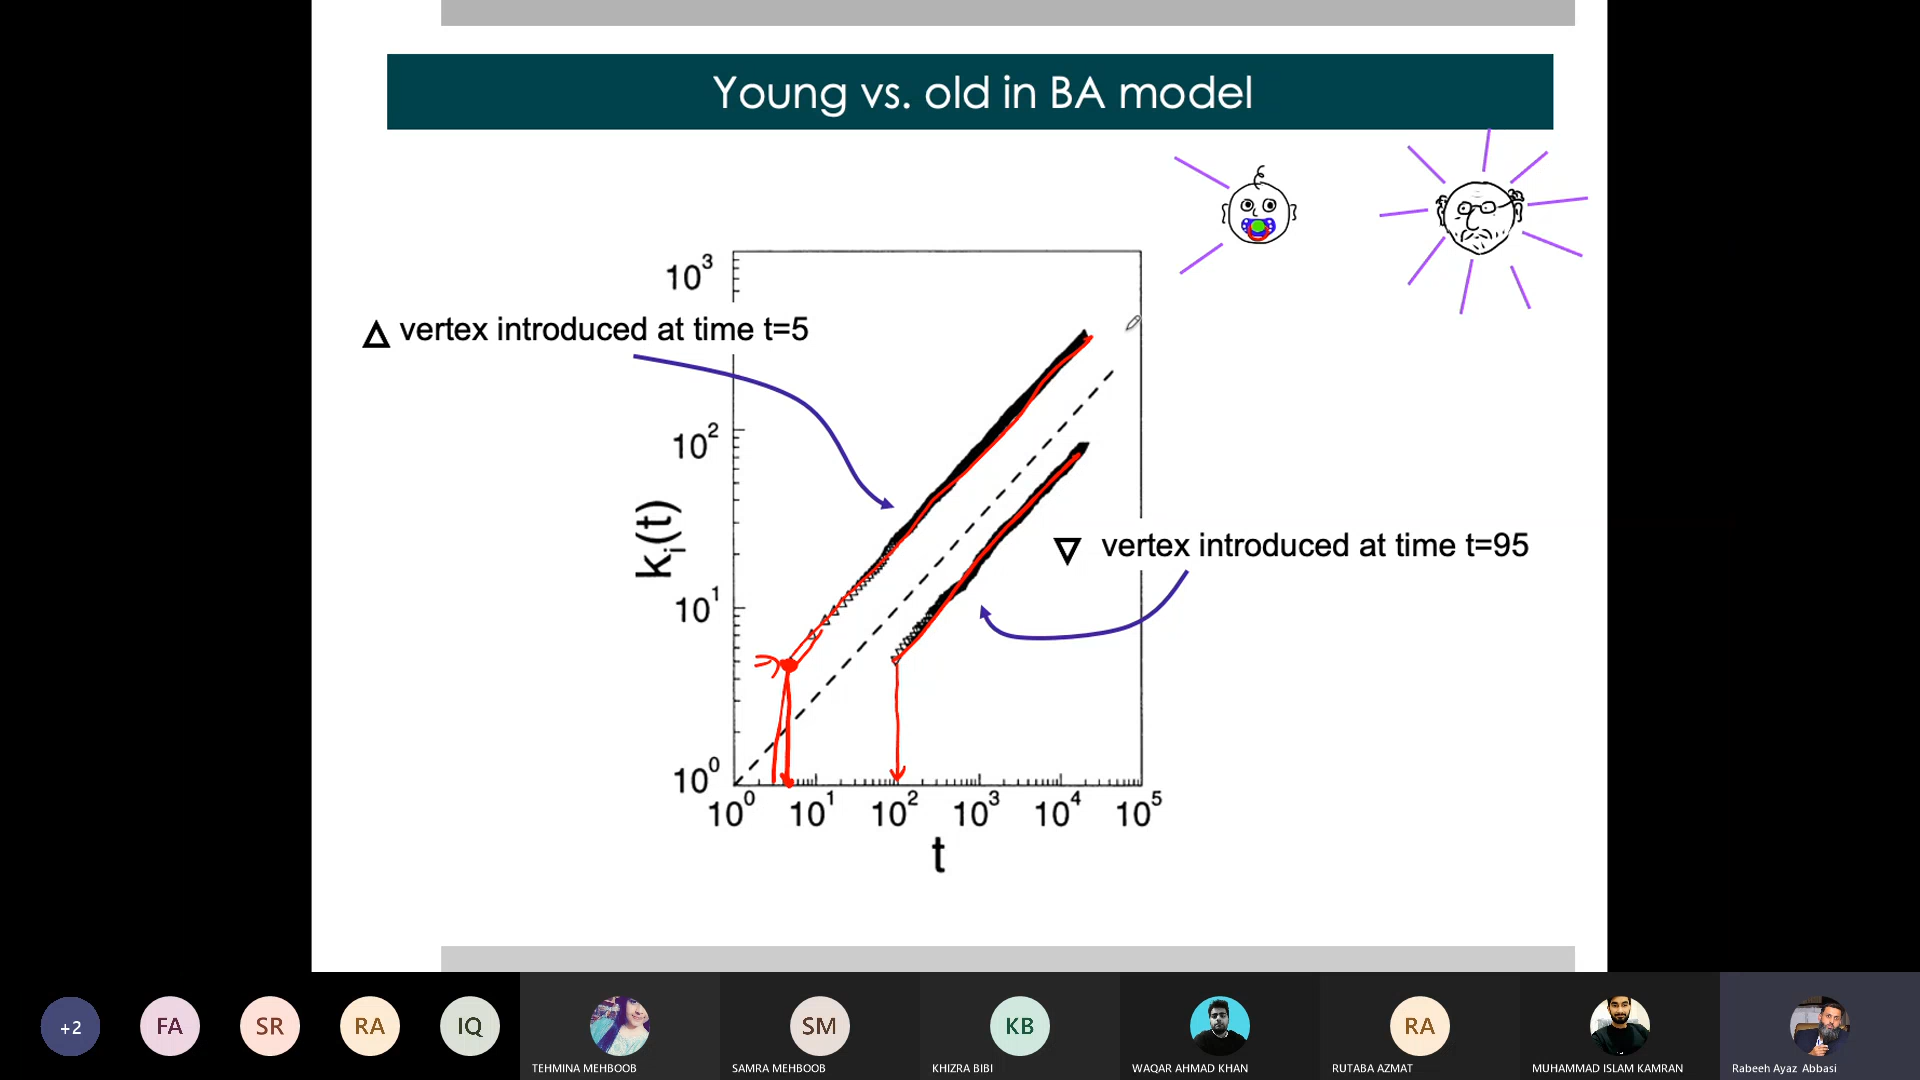 Young vs. old in BA model
10³
△ vertex introduced at time t=5
10²
kᵢ(t)
▽ vertex introduced at time t=95
10¹
10⁰
10⁰ 10¹ 10² 10³ 10⁴ 10⁵
t
+2 FA SR RA IQ SM KB RA
TEHMINA MEHBOOB SAMRA MEHBOOB KHIZRA BIBI WAQAR AHMAD KHAN RUTABA AZMAT MUHAMMAD ISLAM KAMRAN Rabeeh Ayaz Abbasi